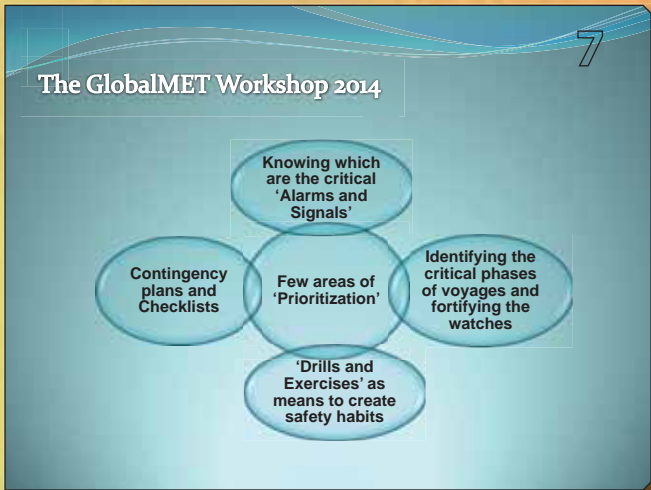 7
The GlobalMET Workshop 2014
Knowing which
are the critical
‘Alarms and
Signals’
Contingency
plans and
Checklists
Few areas of
‘Prioritization’
Identifying the
critical phases
of voyages and
fortifying the
watches
‘Drills and
Exercises’ as
means to create
safety habits